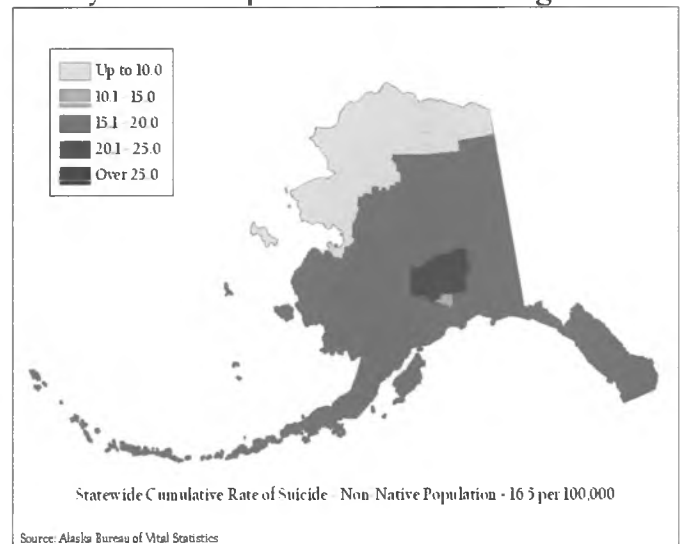 Up to 10.0
10.1 - 15.0
15.1 - 20.0
20.1 - 25.0
Over 25.0
Statewide Cumulative Rate of Suicide - Non-Native Population - 16.5 per 100,000
Source: Alaska Bureau of Vital Statistics